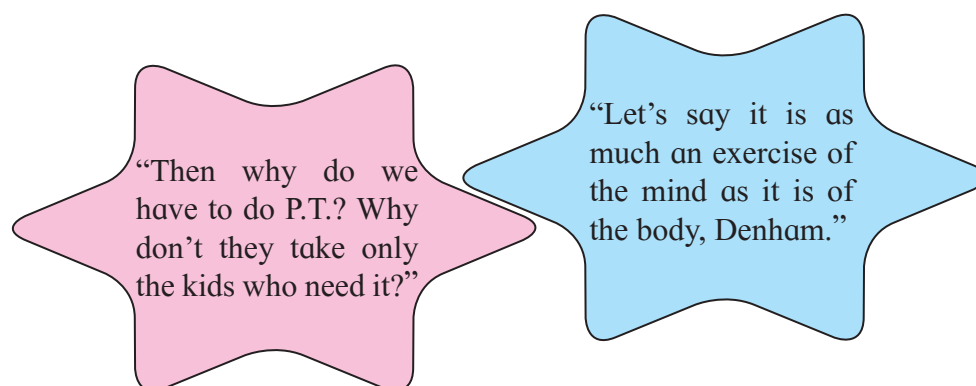 “Then why do we
have to do P.T.? Why
don’t they take only
the kids who need it?”
“Let’s say it is as
much an exercise of
the mind as it is of
the body, Denham.”